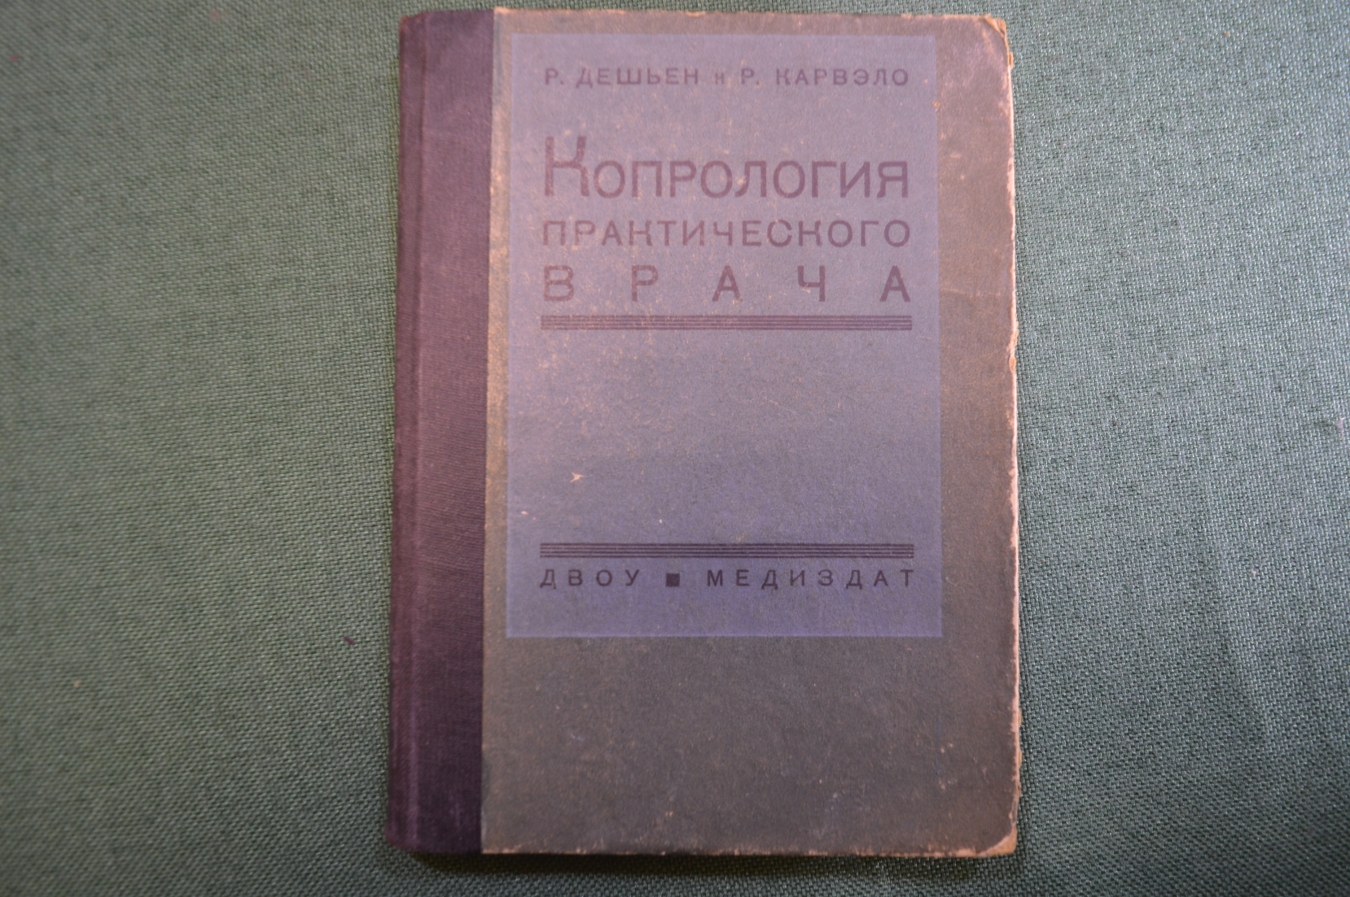 Р. ДЕШЬЕН и Р. КАРВЭЛО
КОПРОЛОГИЯ
ПРАКТИЧЕСКОГО
ВРАЧА
ДВОУ ■ МЕДИЗДАТ